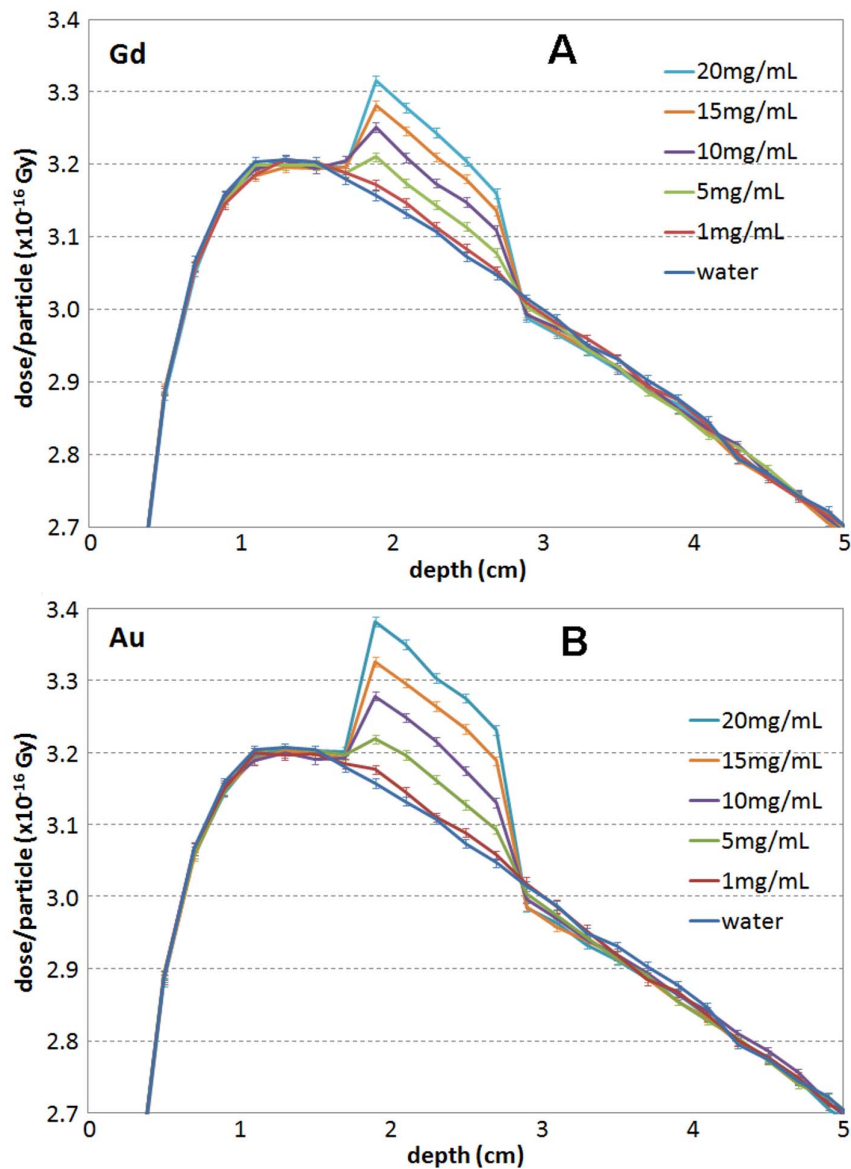 Gd
A
20mg/mL
15mg/mL
10mg/mL
5mg/mL
1mg/mL
water
3.4
3.3
3.2
3.1
3.0
2.9
2.8
2.7
dose/particle (x10⁻¹⁶ Gy)
0 1 2 3 4 5
depth (cm)
Au
B
20mg/mL
15mg/mL
10mg/mL
5mg/mL
1mg/mL
water
3.4
3.3
3.2
3.1
3.0
2.9
2.8
2.7
dose/particle (x10⁻¹⁶ Gy)
0 1 2 3 4 5
depth (cm)